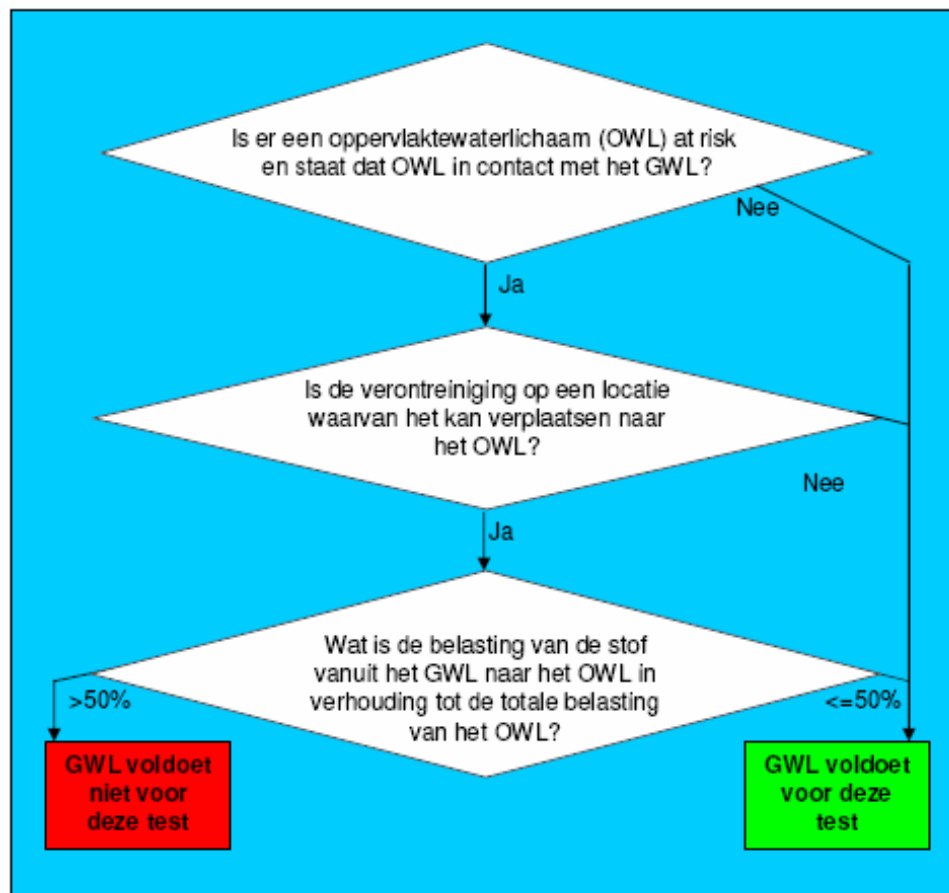 Is er een oppervlaktewaterlichaam (OWL) at risk
en staat dat OWL in contact met het GWL?
Nee
Ja
Is de verontreiniging op een locatie
waarvan het kan verplaatsen naar
het OWL?
Nee
Ja
Wat is de belasting van de stof
vanuit het GWL naar het OWL in
verhouding tot de totale belasting
van het OWL?
>50%
<=50%
GWL voldoet
niet voor
deze test
GWL voldoet
voor deze
test